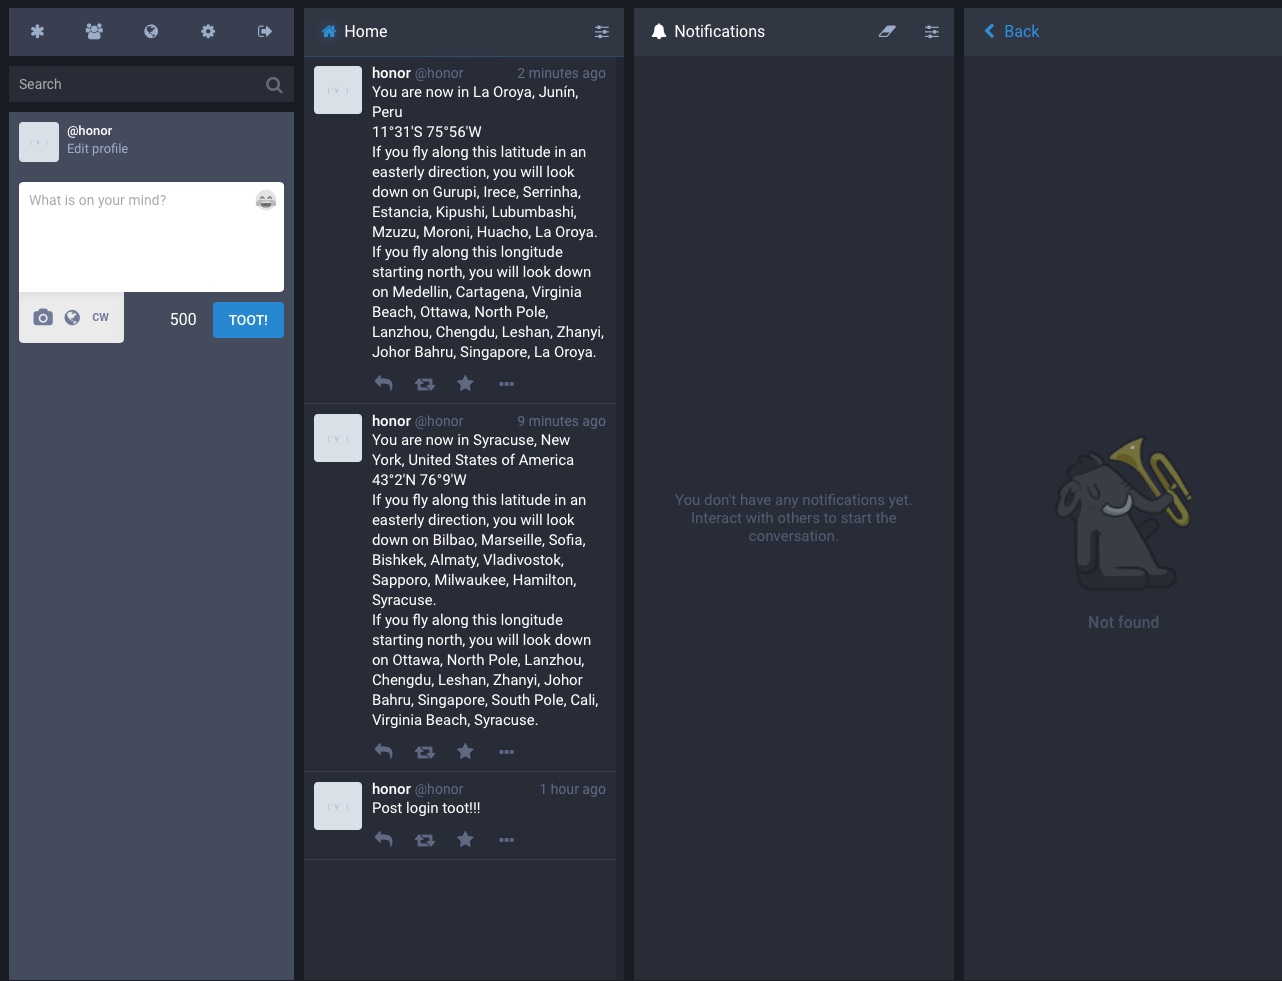 Search
@honor
Edit profile
What is on your mind?
CW
500
TOOT!
Home
honor @honor 2 minutes ago
You are now in La Oroya, Junín,
Peru
11°31'S 75°56'W
If you fly along this latitude in an
easterly direction, you will look
down on Gurupi, Irece, Serrinha,
Estancia, Kipushi, Lubumbashi,
Mzuzu, Moroni, Huacho, La Oroya.
If you fly along this longitude
starting north, you will look down
on Medellin, Cartagena, Virginia
Beach, Ottawa, North Pole,
Lanzhou, Chengdu, Leshan, Zhanyi,
Johor Bahru, Singapore, La Oroya.
honor @honor 9 minutes ago
You are now in Syracuse, New
York, United States of America
43°2'N 76°9'W
If you fly along this latitude in an
easterly direction, you will look
down on Bilbao, Marseille, Sofia,
Bishkek, Almaty, Vladivostok,
Sapporo, Milwaukee, Hamilton,
Syracuse.
If you fly along this longitude
starting north, you will look down
on Ottawa, North Pole, Lanzhou,
Chengdu, Leshan, Zhanyi, Johor
Bahru, Singapore, South Pole, Cali,
Virginia Beach, Syracuse.
honor @honor 1 hour ago
Post login toot!!!
Notifications
You don't have any notifications yet.
Interact with others to start the
conversation.
Back
Not found